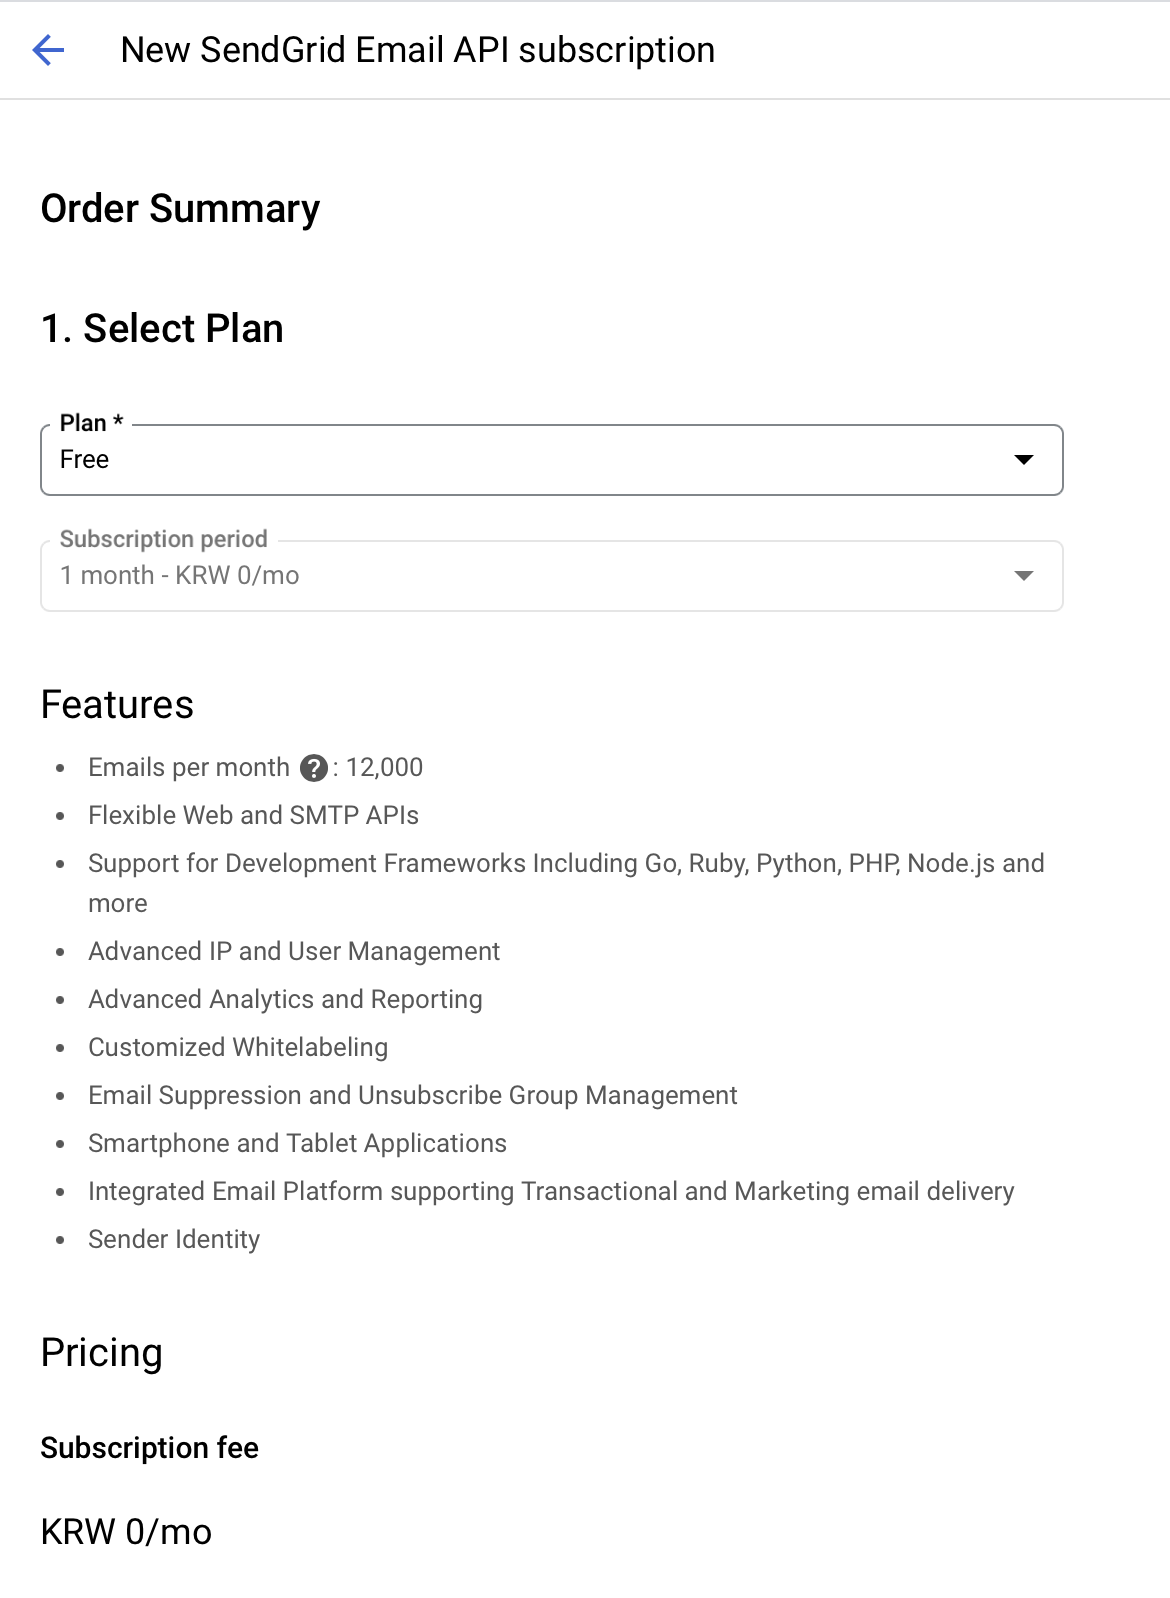 New SendGrid Email API subscription
Order Summary
1. Select Plan
Plan *
Free
Subscription period
1 month - KRW 0/mo
Features
• Emails per month ?: 12,000
• Flexible Web and SMTP APIs
• Support for Development Frameworks Including Go, Ruby, Python, PHP, Node.js and
more
• Advanced IP and User Management
• Advanced Analytics and Reporting
• Customized Whitelabeling
• Email Suppression and Unsubscribe Group Management
• Smartphone and Tablet Applications
• Integrated Email Platform supporting Transactional and Marketing email delivery
• Sender Identity
Pricing
Subscription fee
KRW 0/mo